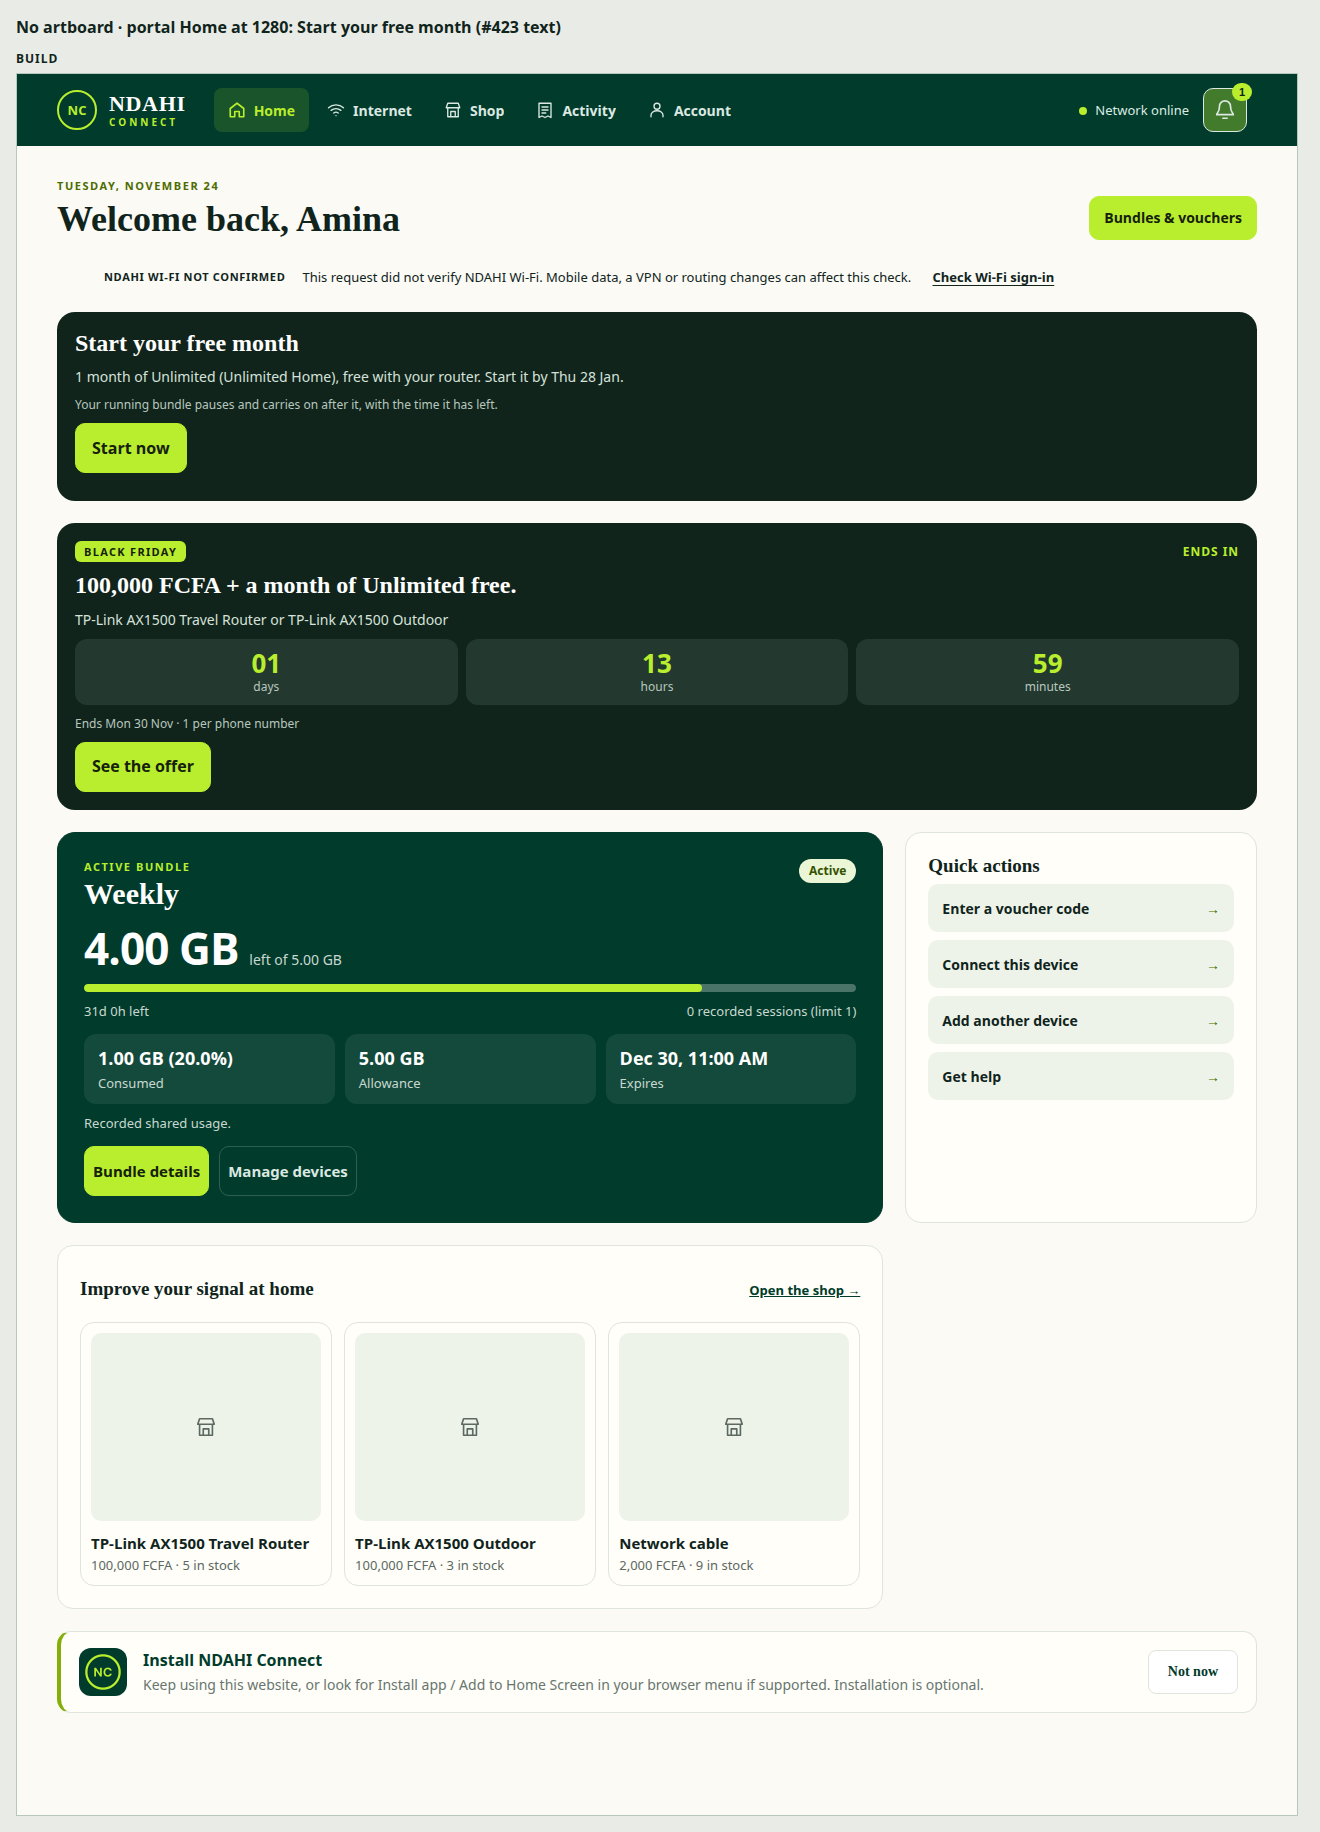 No artboard · portal Home at 1280: Start your free month (#423 text)
BUILD
NC
NDAHI
CONNECT
Home
Internet
Shop
Activity
Account
Network online
1
TUESDAY, NOVEMBER 24
Welcome back, Amina
Bundles & vouchers
NDAHI WI-FI NOT CONFIRMED
This request did not verify NDAHI Wi-Fi. Mobile data, a VPN or routing changes can affect this check.
Check Wi-Fi sign-in
Start your free month
1 month of Unlimited (Unlimited Home), free with your router. Start it by Thu 28 Jan.
Your running bundle pauses and carries on after it, with the time it has left.
Start now
BLACK FRIDAY
ENDS IN
100,000 FCFA + a month of Unlimited free.
TP-Link AX1500 Travel Router or TP-Link AX1500 Outdoor
01
days
13
hours
59
minutes
Ends Mon 30 Nov · 1 per phone number
See the offer
ACTIVE BUNDLE
Active
Weekly
4.00 GB left of 5.00 GB
31d 0h left
0 recorded sessions (limit 1)
1.00 GB (20.0%)
Consumed
5.00 GB
Allowance
Dec 30, 11:00 AM
Expires
Recorded shared usage.
Bundle details
Manage devices
Quick actions
Enter a voucher code →
Connect this device →
Add another device →
Get help →
Improve your signal at home
Open the shop →
TP-Link AX1500 Travel Router
100,000 FCFA · 5 in stock
TP-Link AX1500 Outdoor
100,000 FCFA · 3 in stock
Network cable
2,000 FCFA · 9 in stock
NC
Install NDAHI Connect
Keep using this website, or look for Install app / Add to Home Screen in your browser menu if supported. Installation is optional.
Not now